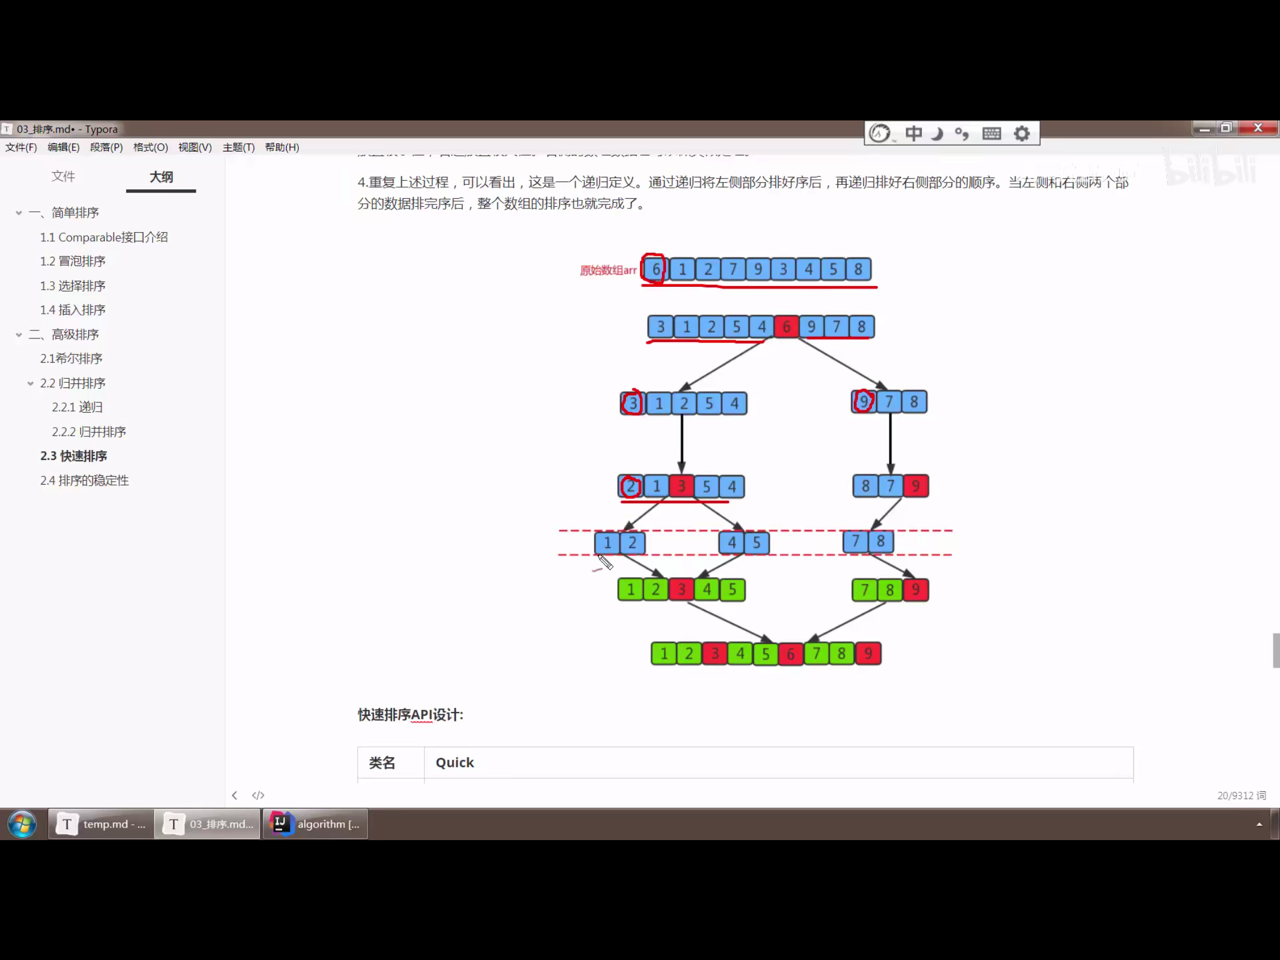 03_排序.md• - Typora
中
文件(F) 编辑(E) 段落(P) 格式(O) 视图(V) 主题(T) 帮助(H)
bilibili
文件 大纲
一、简单排序
1.1 Comparable接口介绍
1.2 冒泡排序
1.3 选择排序
1.4 插入排序
二、高级排序
2.1希尔排序
2.2 归并排序
2.2.1 递归
2.2.2 归并排序
2.3 快速排序
2.4 排序的稳定性
4.重复上述过程，可以看出，这是一个递归定义。通过递归将左侧部分排好序后，再递归排好右侧部分的顺序。当左侧和右侧两个部
分的数据排完序后，整个数组的排序也就完成了。
原始数组arr 6 1 2 7 9 3 4 5 8
3 1 2 5 4 6 9 7 8
3 1 2 5 4 9 7 8
2 1 3 5 4 8 7 9
1 2 4 5 7 8
1 2 3 4 5 7 8 9
1 2 3 4 5 6 7 8 9
快速排序API设计:
类名 Quick
20/9312 词
temp.md - ... 03_排序.md... algorithm [...